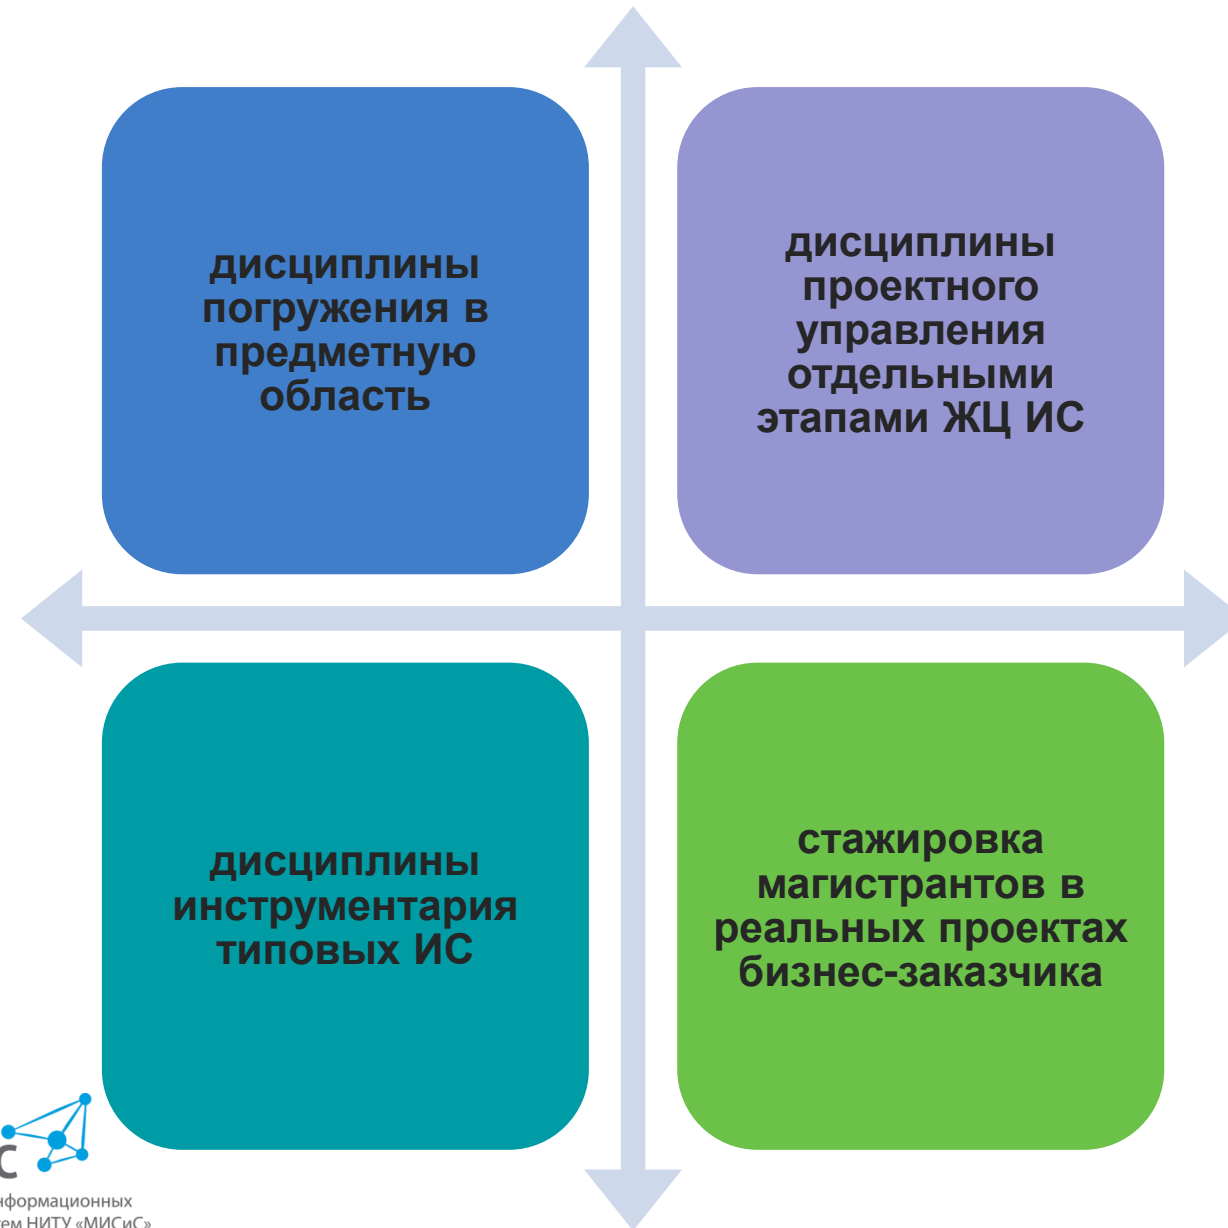 дисциплины
погружения в
предметную
область
дисциплины
проектного
управления
отдельными
этапами ЖЦ ИС
дисциплины
инструментария
типовых ИС
стажировка
магистрантов в
реальных проектах
бизнес-заказчика
С
нформационных
тем НИТУ «МИСиС»